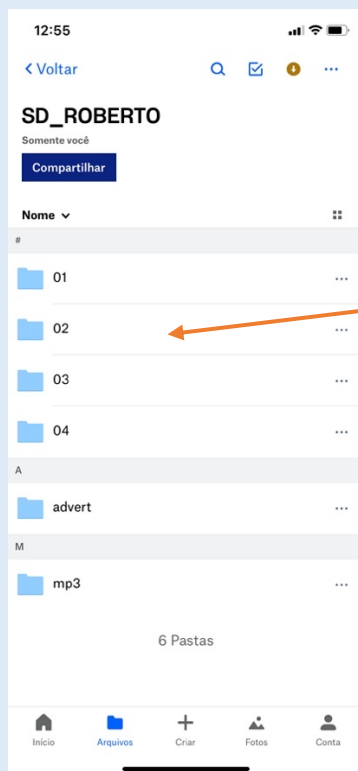 12:55
Voltar
SD_ROBERTO
Somente você
Compartilhar
Nome
#
01
02
03
04
A
advert
M
mp3
6 Pastas
Início Arquivos Criar Fotos Conta